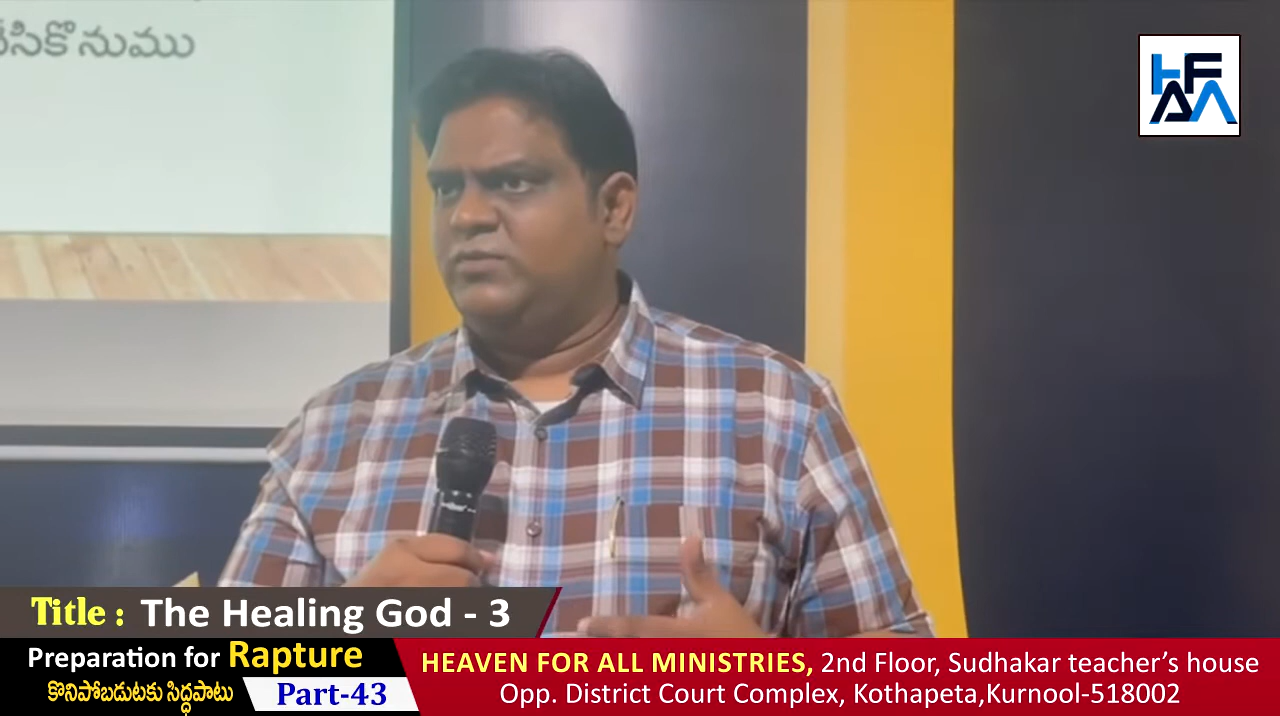 సికొనుము
HFAA
Title : The Healing God - 3
Preparation for Rapture
కొనిపోబడుటకు సిద్ధపాటు
Part-43
HEAVEN FOR ALL MINISTRIES, 2nd Floor, Sudhakar teacher’s house
Opp. District Court Complex, Kothapeta,Kurnool-518002